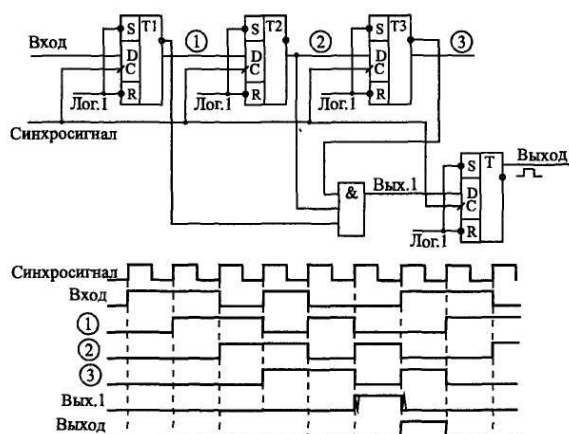 S T1 ① S T2 ② S T3 ③
Вход D D D
C C C
R R R
Лог.1 Лог.1 Лог.1
Синхросигнал
S T Выход
& Вых.1 D
C
Лог.1 R
Синхросигнал
Вход
①
②
③
Вых.1
Выход